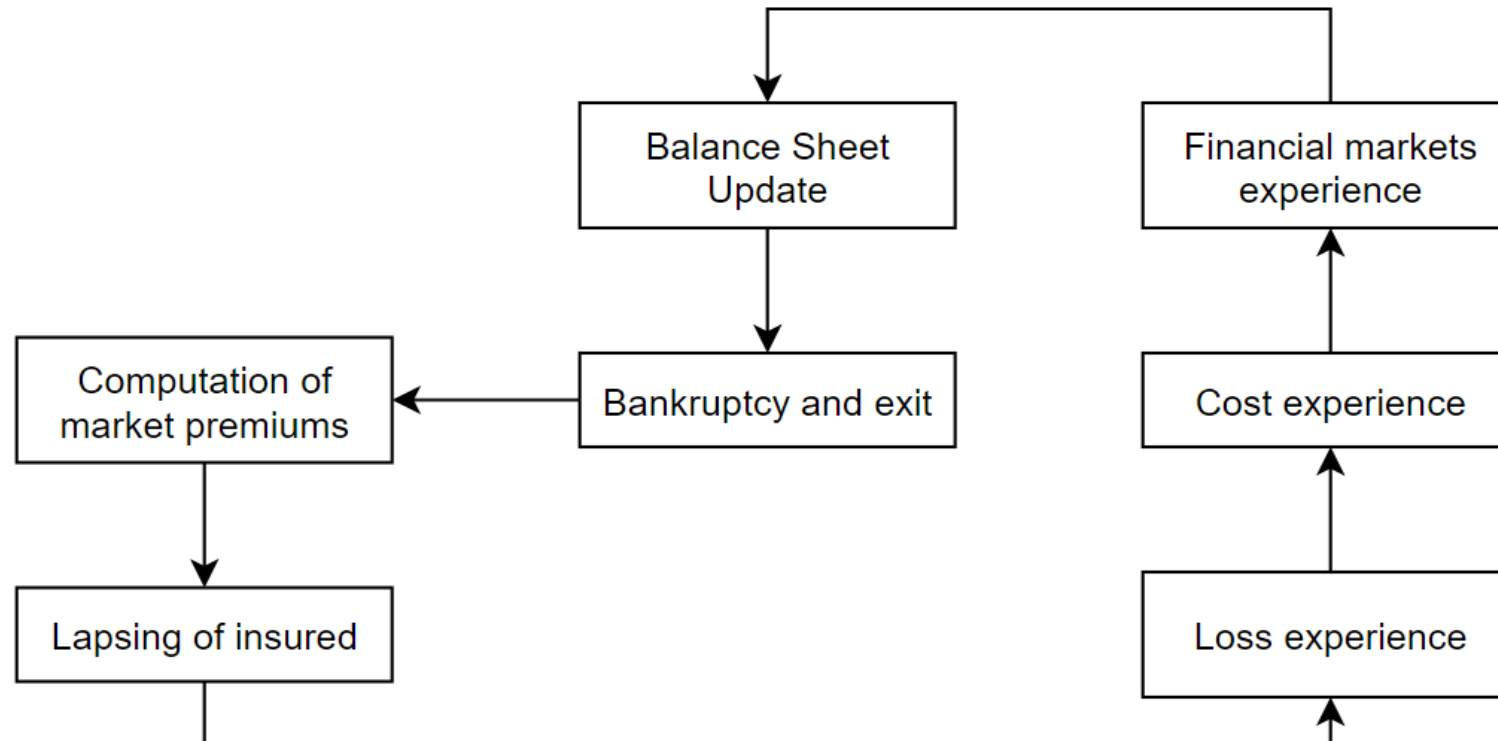 Balance Sheet
Update
Financial markets
experience
Computation of
market premiums
Bankruptcy and exit
Cost experience
Lapsing of insured
Loss experience